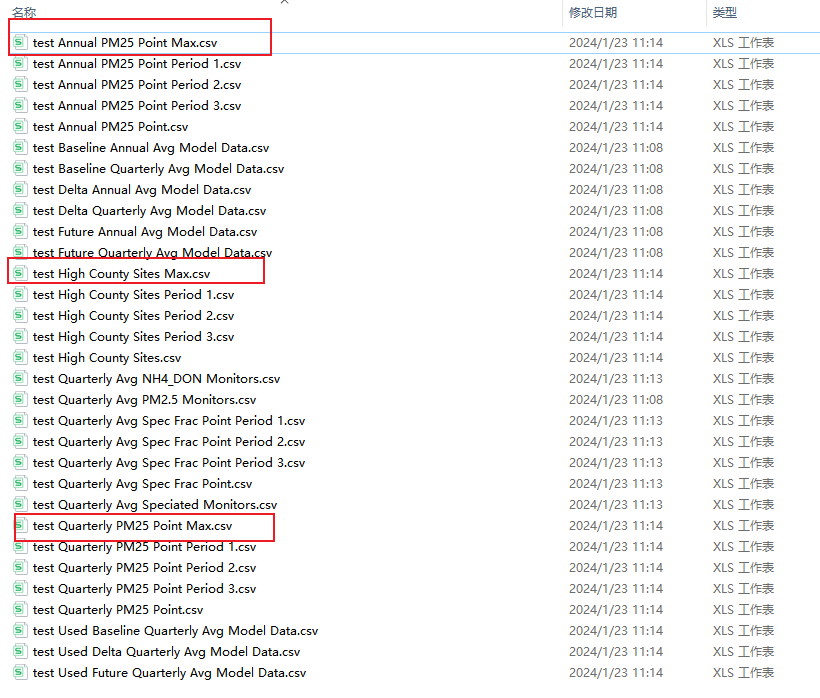 名称 修改日期 类型
test Annual PM25 Point Max.csv 2024/1/23 11:14 XLS 工作表
test Annual PM25 Point Period 1.csv 2024/1/23 11:14 XLS 工作表
test Annual PM25 Point Period 2.csv 2024/1/23 11:14 XLS 工作表
test Annual PM25 Point Period 3.csv 2024/1/23 11:14 XLS 工作表
test Annual PM25 Point.csv 2024/1/23 11:14 XLS 工作表
test Baseline Annual Avg Model Data.csv 2024/1/23 11:08 XLS 工作表
test Baseline Quarterly Avg Model Data.csv 2024/1/23 11:08 XLS 工作表
test Delta Annual Avg Model Data.csv 2024/1/23 11:08 XLS 工作表
test Delta Quarterly Avg Model Data.csv 2024/1/23 11:08 XLS 工作表
test Future Annual Avg Model Data.csv 2024/1/23 11:08 XLS 工作表
test Future Quarterly Avg Model Data.csv 2024/1/23 11:08 XLS 工作表
test High County Sites Max.csv 2024/1/23 11:14 XLS 工作表
test High County Sites Period 1.csv 2024/1/23 11:14 XLS 工作表
test High County Sites Period 2.csv 2024/1/23 11:14 XLS 工作表
test High County Sites Period 3.csv 2024/1/23 11:14 XLS 工作表
test High County Sites.csv 2024/1/23 11:14 XLS 工作表
test Quarterly Avg NH4_DON Monitors.csv 2024/1/23 11:13 XLS 工作表
test Quarterly Avg PM2.5 Monitors.csv 2024/1/23 11:08 XLS 工作表
test Quarterly Avg Spec Frac Point Period 1.csv 2024/1/23 11:13 XLS 工作表
test Quarterly Avg Spec Frac Point Period 2.csv 2024/1/23 11:13 XLS 工作表
test Quarterly Avg Spec Frac Point Period 3.csv 2024/1/23 11:13 XLS 工作表
test Quarterly Avg Spec Frac Point.csv 2024/1/23 11:13 XLS 工作表
test Quarterly Avg Speciated Monitors.csv 2024/1/23 11:13 XLS 工作表
test Quarterly PM25 Point Max.csv 2024/1/23 11:14 XLS 工作表
test Quarterly PM25 Point Period 1.csv 2024/1/23 11:14 XLS 工作表
test Quarterly PM25 Point Period 2.csv 2024/1/23 11:14 XLS 工作表
test Quarterly PM25 Point Period 3.csv 2024/1/23 11:14 XLS 工作表
test Quarterly PM25 Point.csv 2024/1/23 11:14 XLS 工作表
test Used Baseline Quarterly Avg Model Data.csv 2024/1/23 11:14 XLS 工作表
test Used Delta Quarterly Avg Model Data.csv 2024/1/23 11:14 XLS 工作表
test Used Future Quarterly Avg Model Data.csv 2024/1/23 11:14 XLS 工作表